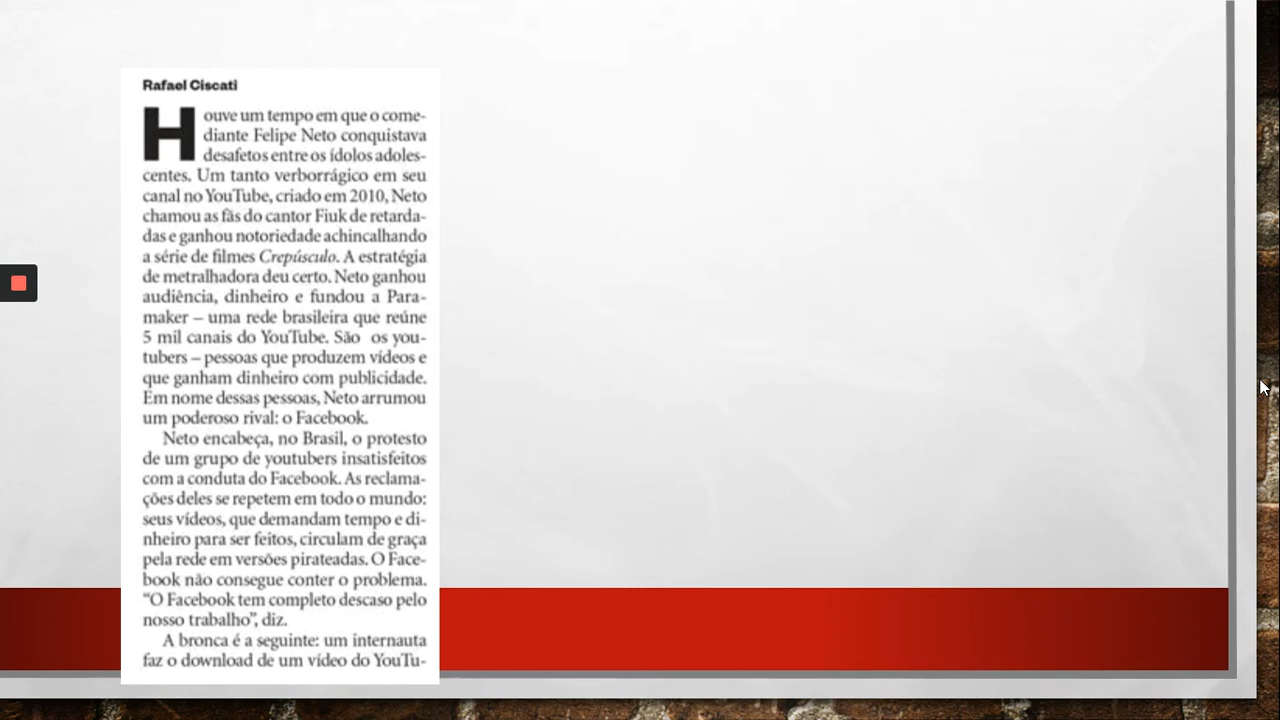 Rafael Ciscati
Houve um tempo em que o come-
diante Felipe Neto conquistava
desafetos entre os ídolos adoles-
centes. Um tanto verborrágico em seu
canal no YouTube, criado em 2010, Neto
chamou as fãs do cantor Fiuk de retarda-
das e ganhou notoriedade achincalhando
a série de filmes Crepúsculo. A estratégia
de metralhadora deu certo. Neto ganhou
audiência, dinheiro e fundou a Para-
maker – uma rede brasileira que reúne
5 mil canais do YouTube. São os you-
tubers – pessoas que produzem vídeos e
que ganham dinheiro com publicidade.
Em nome dessas pessoas, Neto arrumou
um poderoso rival: o Facebook.
Neto encabeça, no Brasil, o protesto
de um grupo de youtubers insatisfeitos
com a conduta do Facebook. As reclama-
ções deles se repetem em todo o mundo:
seus vídeos, que demandam tempo e di-
nheiro para ser feitos, circulam de graça
pela rede em versões pirateadas. O Face-
book não consegue conter o problema.
“O Facebook tem completo descaso pelo
nosso trabalho”, diz.
A bronca é a seguinte: um internauta
faz o download de um vídeo do YouTu-